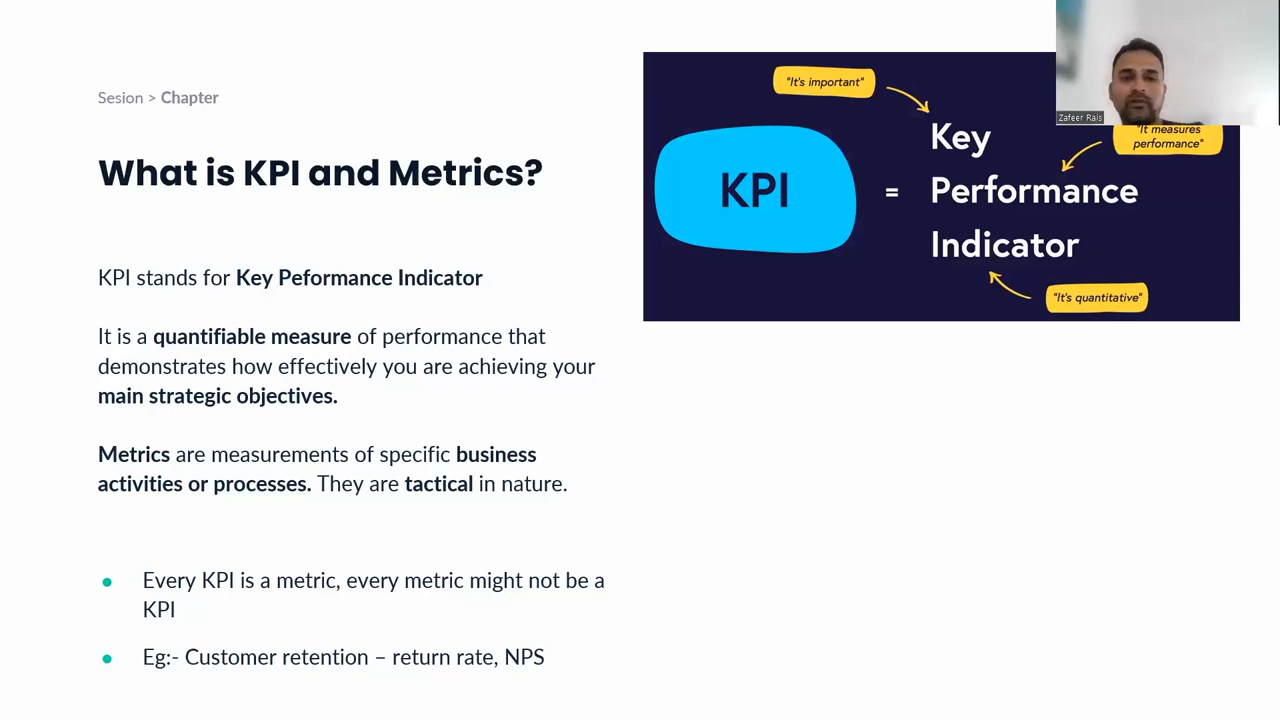 Sesion > Chapter
What is KPI and Metrics?
KPI stands for Key Peformance Indicator
It is a quantifiable measure of performance that
demonstrates how effectively you are achieving your
main strategic objectives.
Metrics are measurements of specific business
activities or processes. They are tactical in nature.
• Every KPI is a metric, every metric might not be a
KPI
• Eg:- Customer retention – return rate, NPS
"It's important"
KPI
=
Key
Performance
Indicator
"It measures
performance"
"It's quantitative"
Zafeer Rais